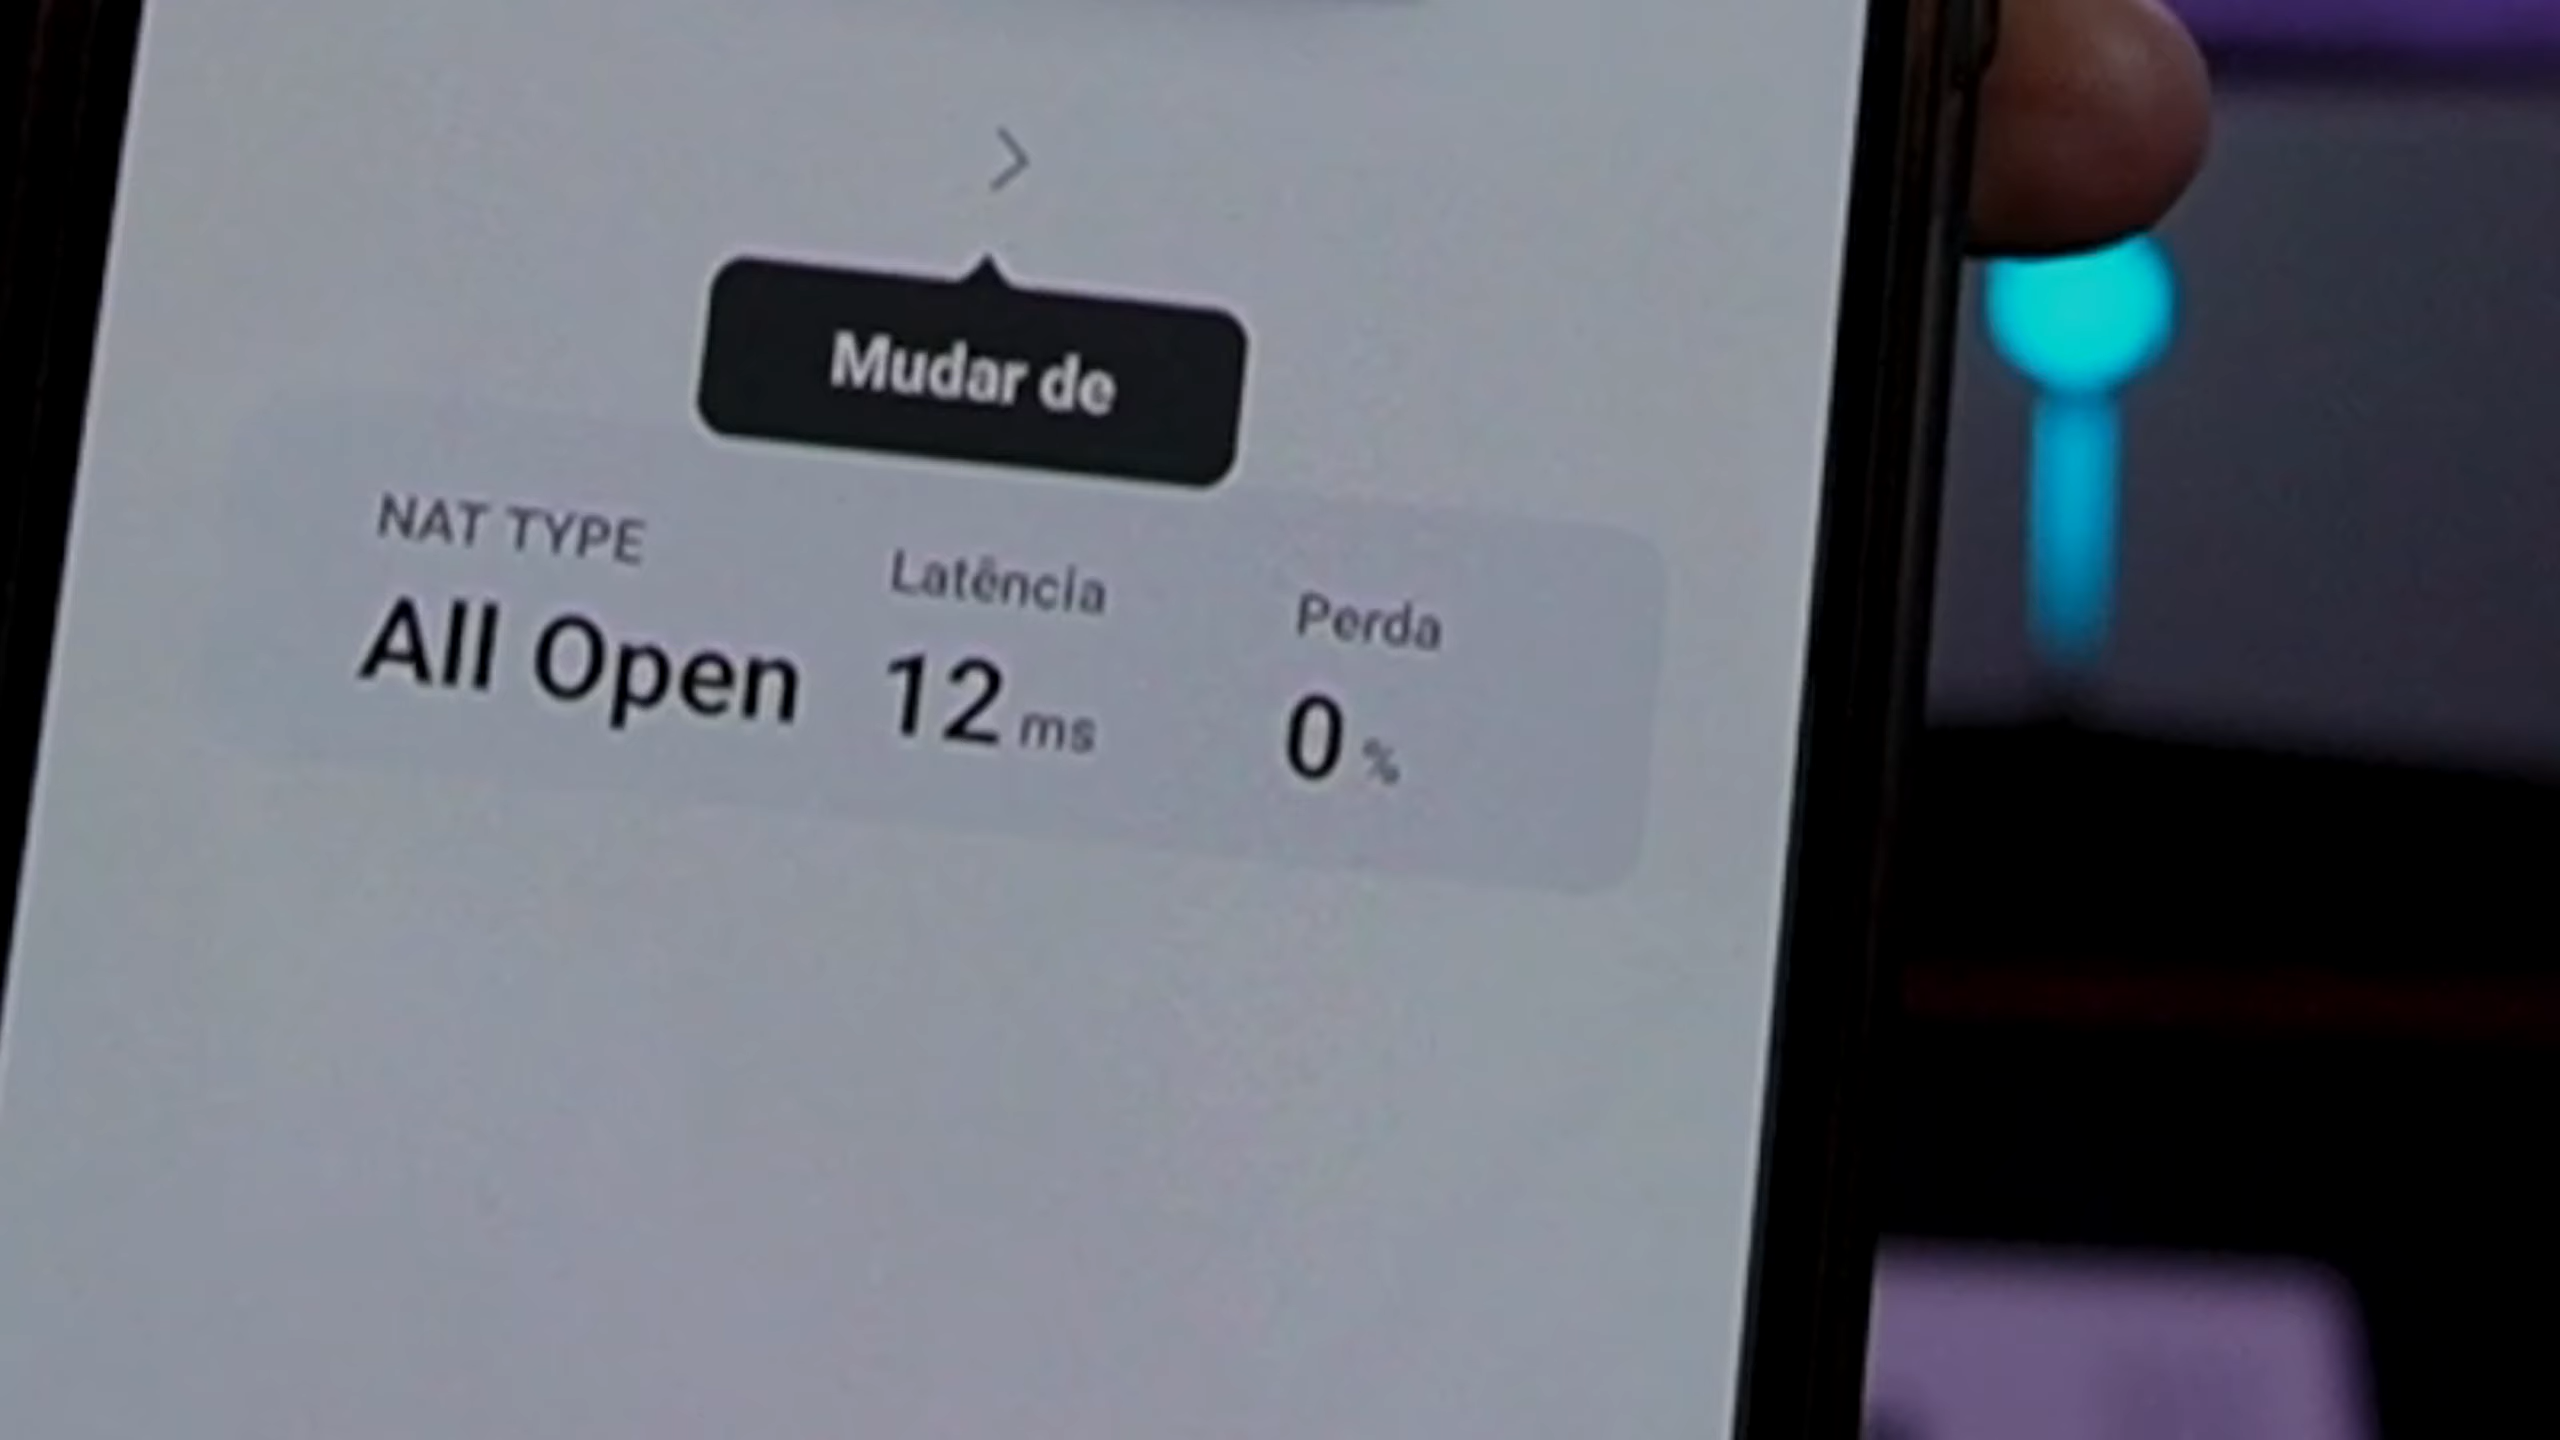 Mudar de
NAT TYPE
Latência
Perda
All Open
12 ms
0 %